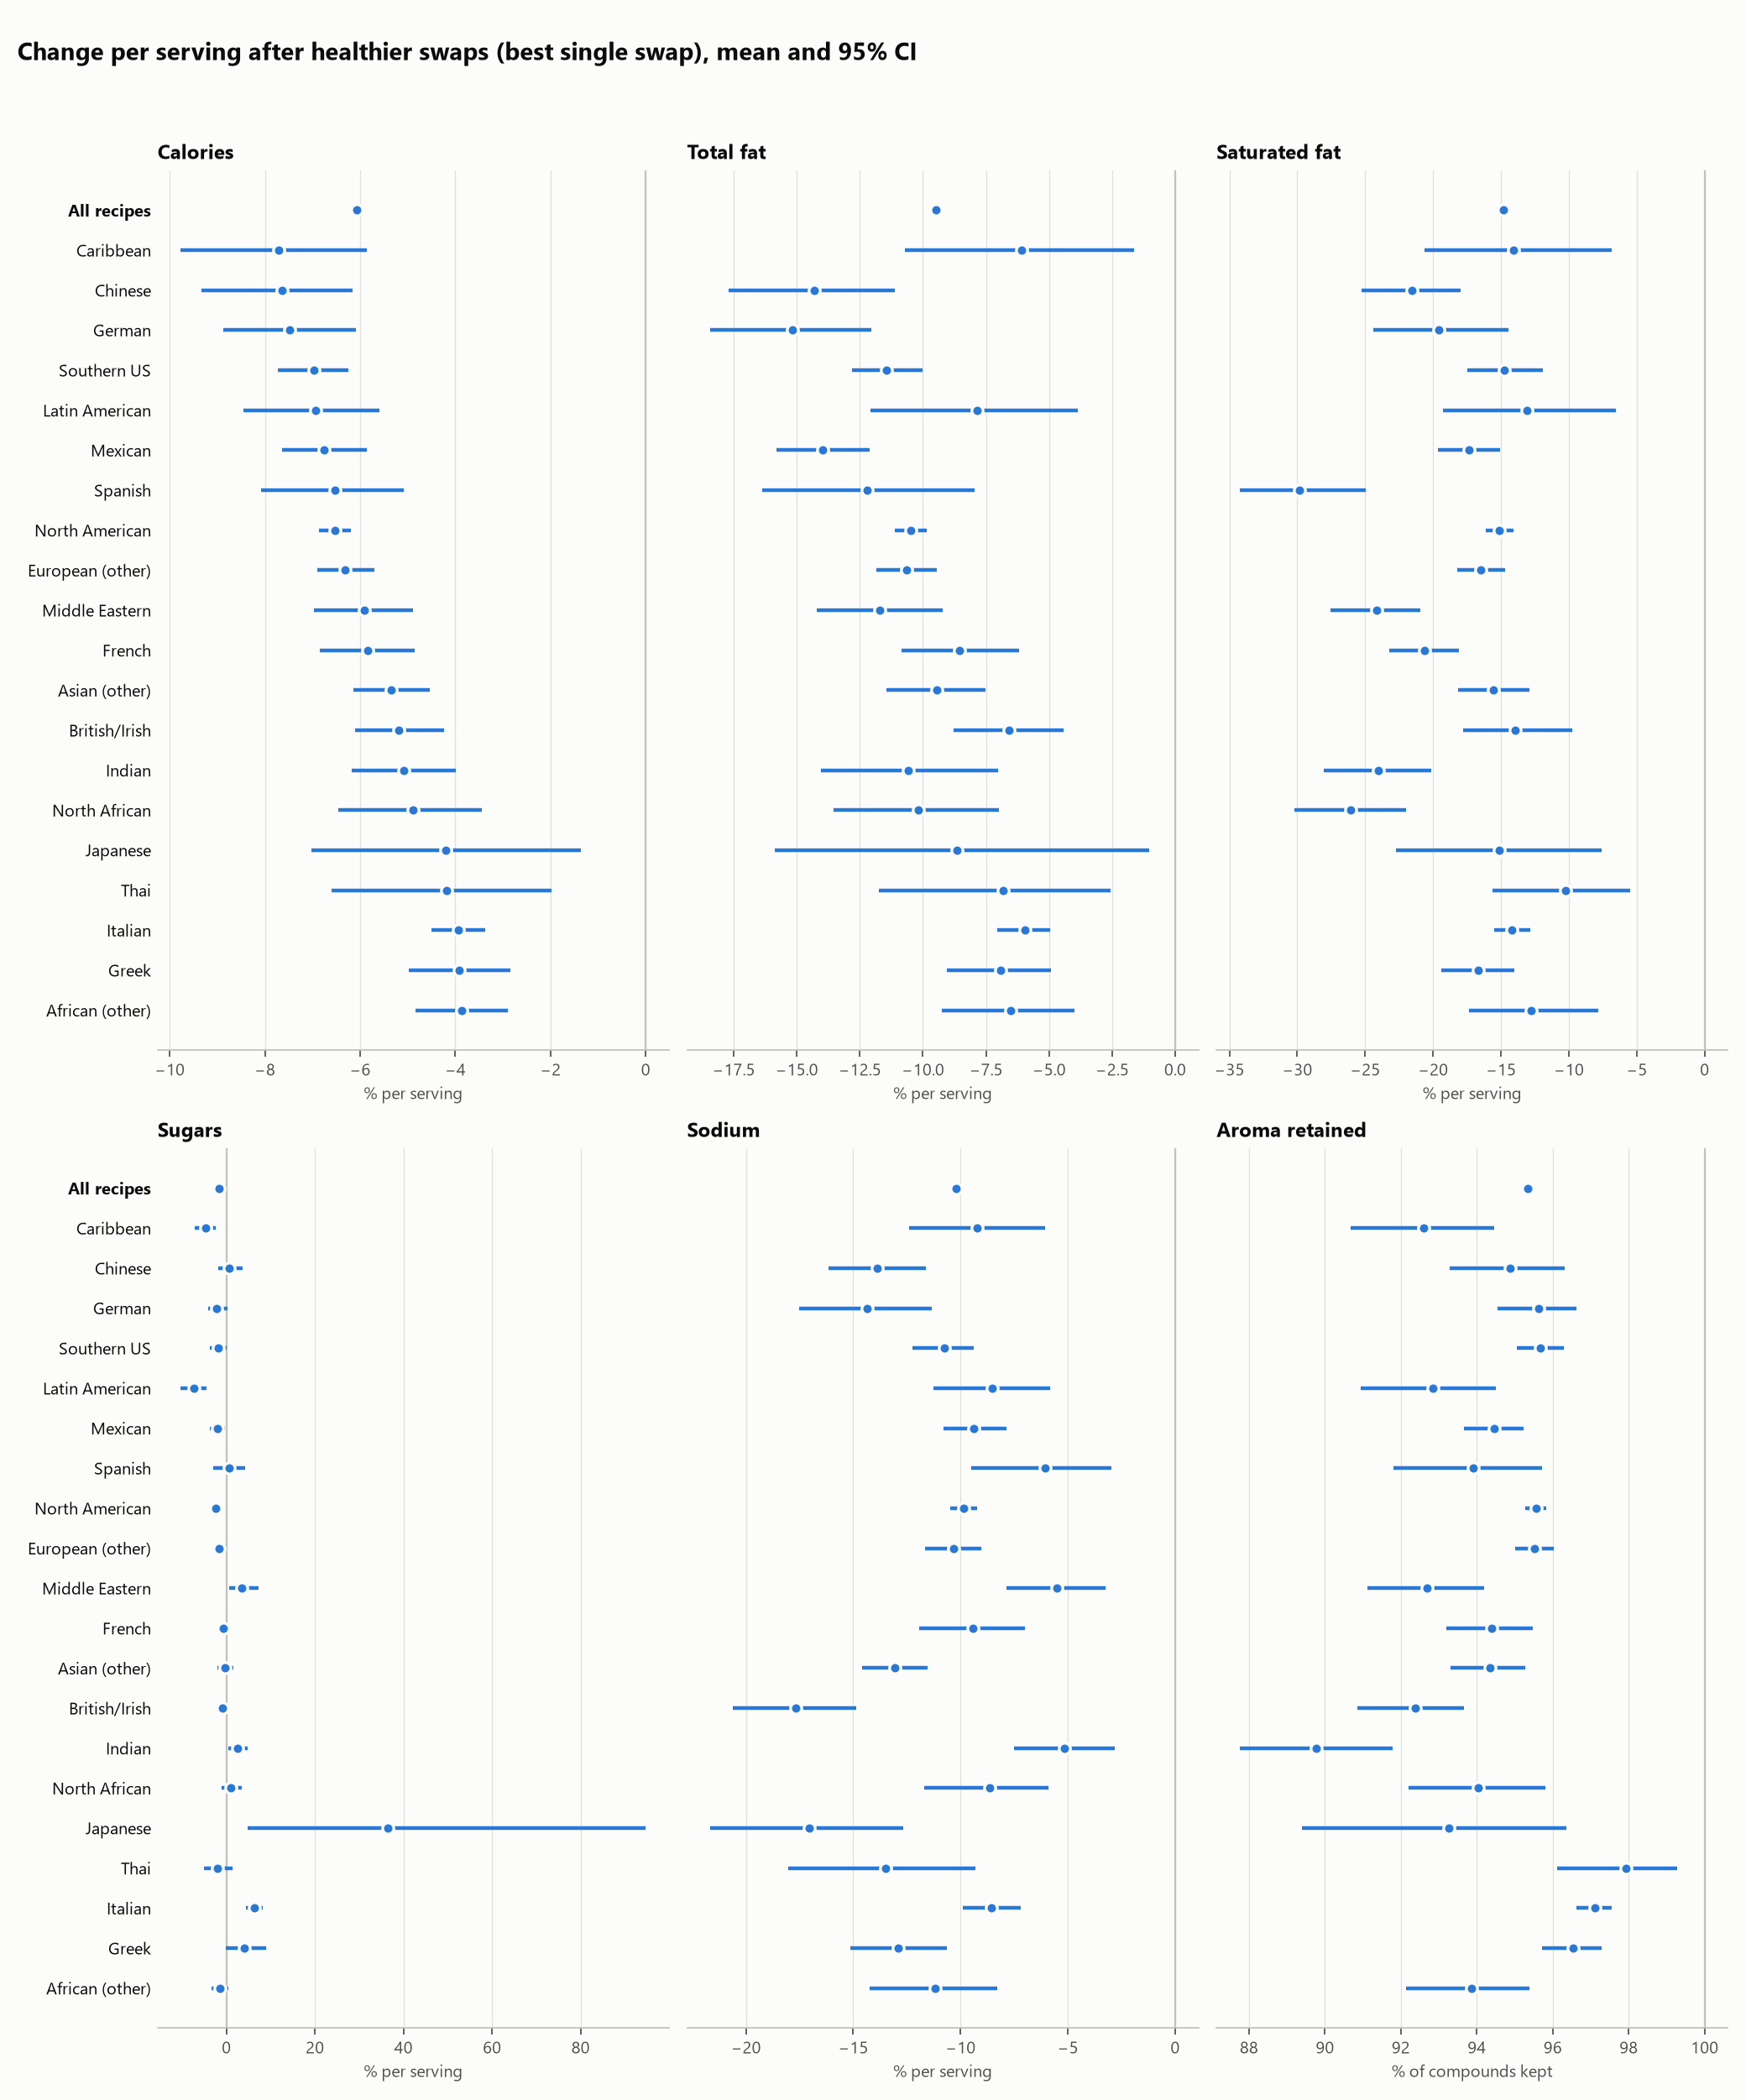 Change per serving after healthier swaps (best single swap), mean and 95% CI
Calories
Total fat
Saturated fat
All recipes
Caribbean
Chinese
German
Southern US
Latin American
Mexican
Spanish
North American
European (other)
Middle Eastern
French
Asian (other)
British/Irish
Indian
North African
Japanese
Thai
Italian
Greek
African (other)
−10 −8 −6 −4 −2 0
−17.5 −15.0 −12.5 −10.0 −7.5 −5.0 −2.5 0.0
−35 −30 −25 −20 −15 −10 −5 0
% per serving
% per serving
% per serving
Sugars
Sodium
Aroma retained
All recipes
Caribbean
Chinese
German
Southern US
Latin American
Mexican
Spanish
North American
European (other)
Middle Eastern
French
Asian (other)
British/Irish
Indian
North African
Japanese
Thai
Italian
Greek
African (other)
0 20 40 60 80
−20 −15 −10 −5 0
88 90 92 94 96 98 100
% per serving
% per serving
% of compounds kept